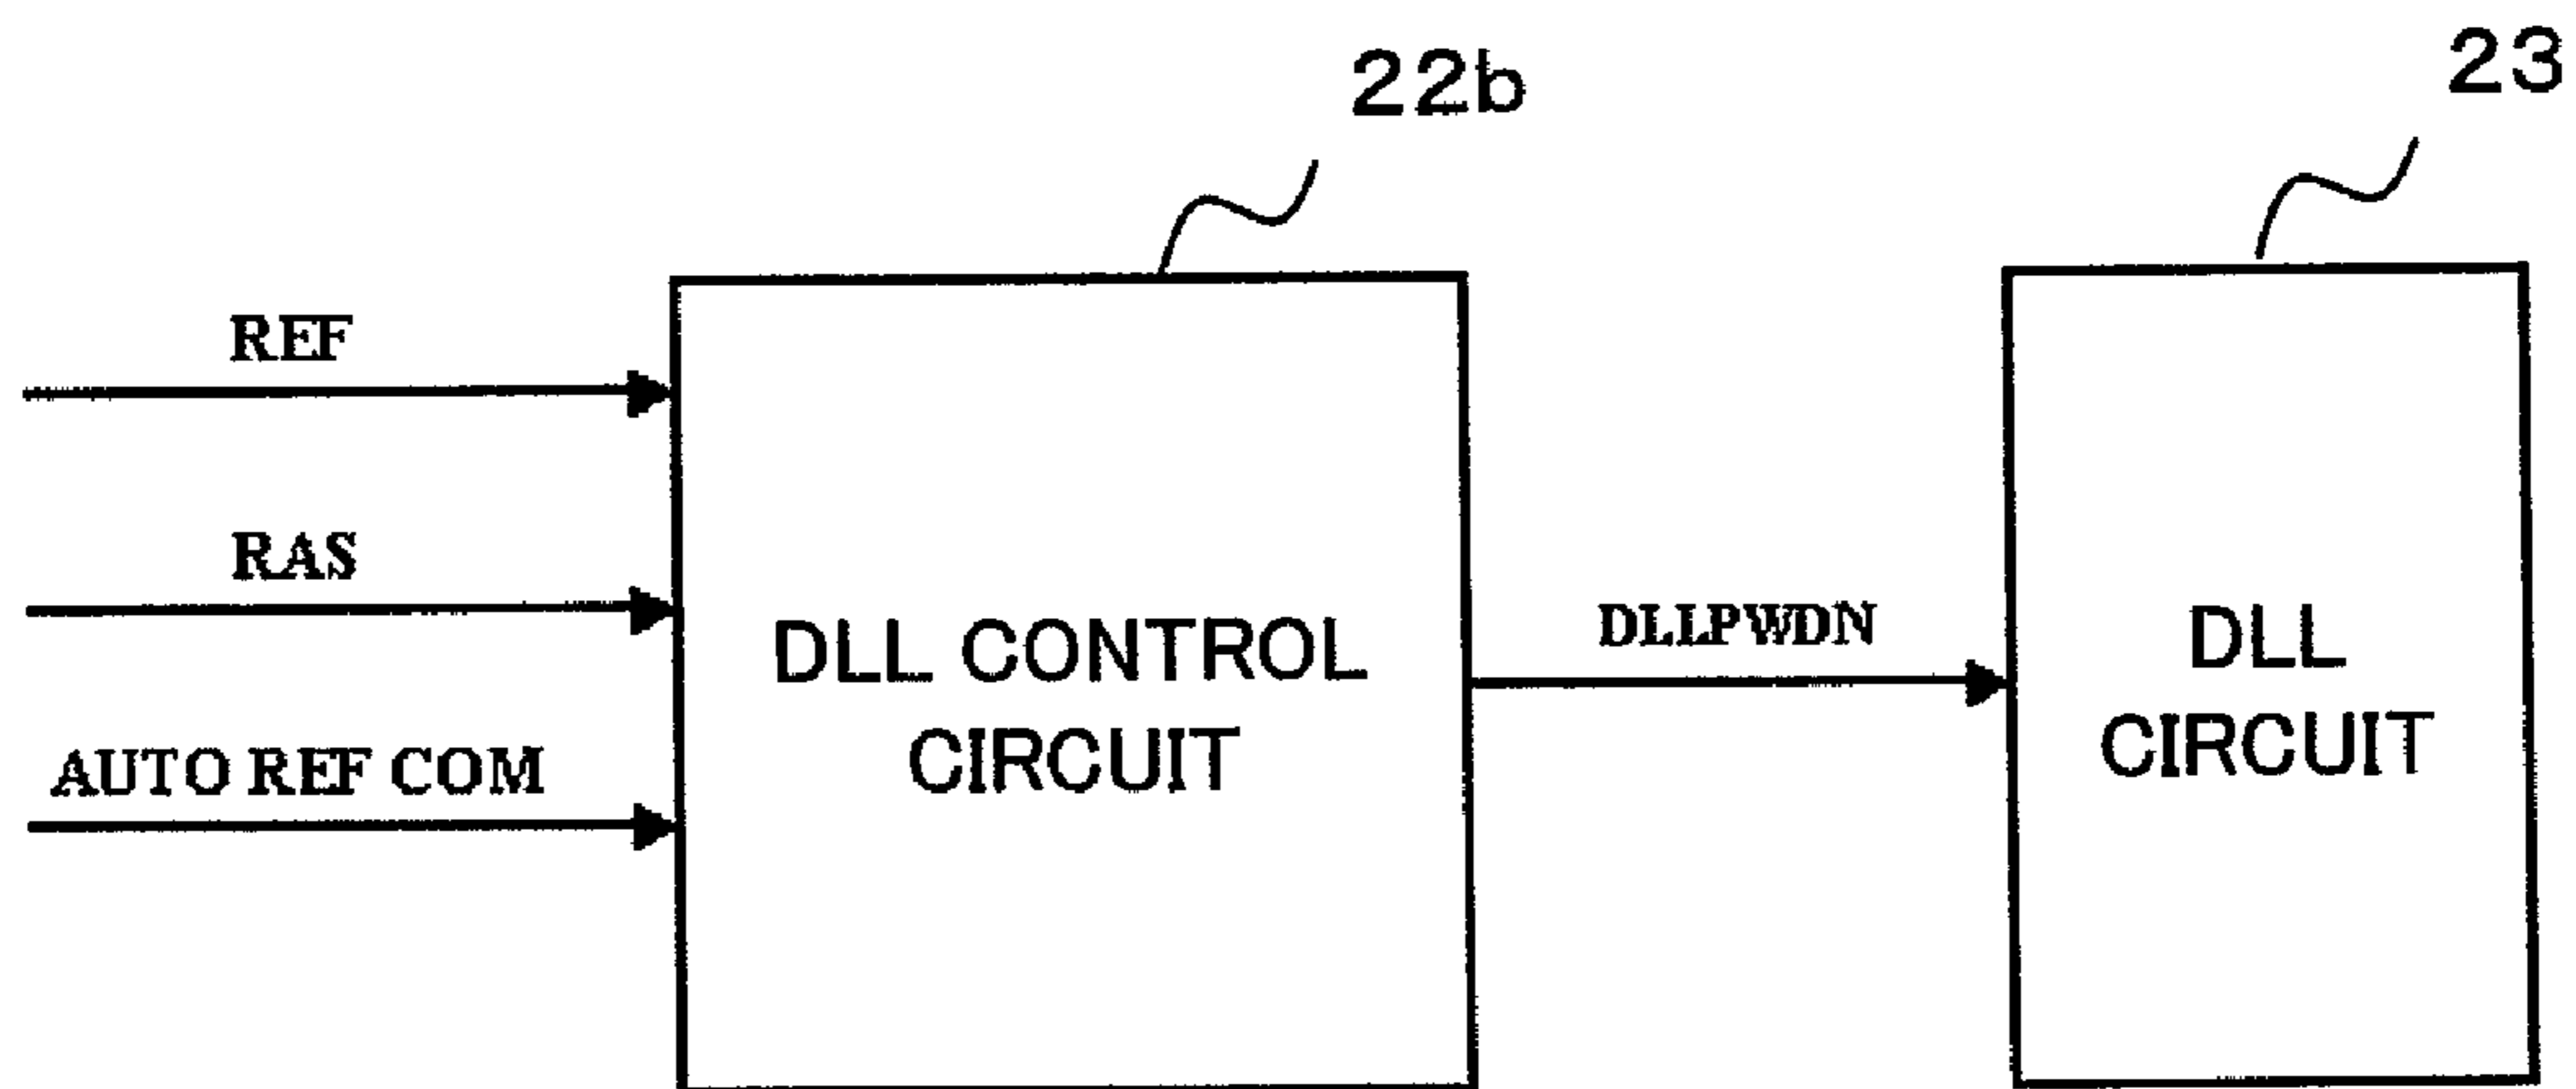 22b
23
REF
RAS
AUTO REF COM
DLL CONTROL
CIRCUIT
DLLPWDN
DLL
CIRCUIT